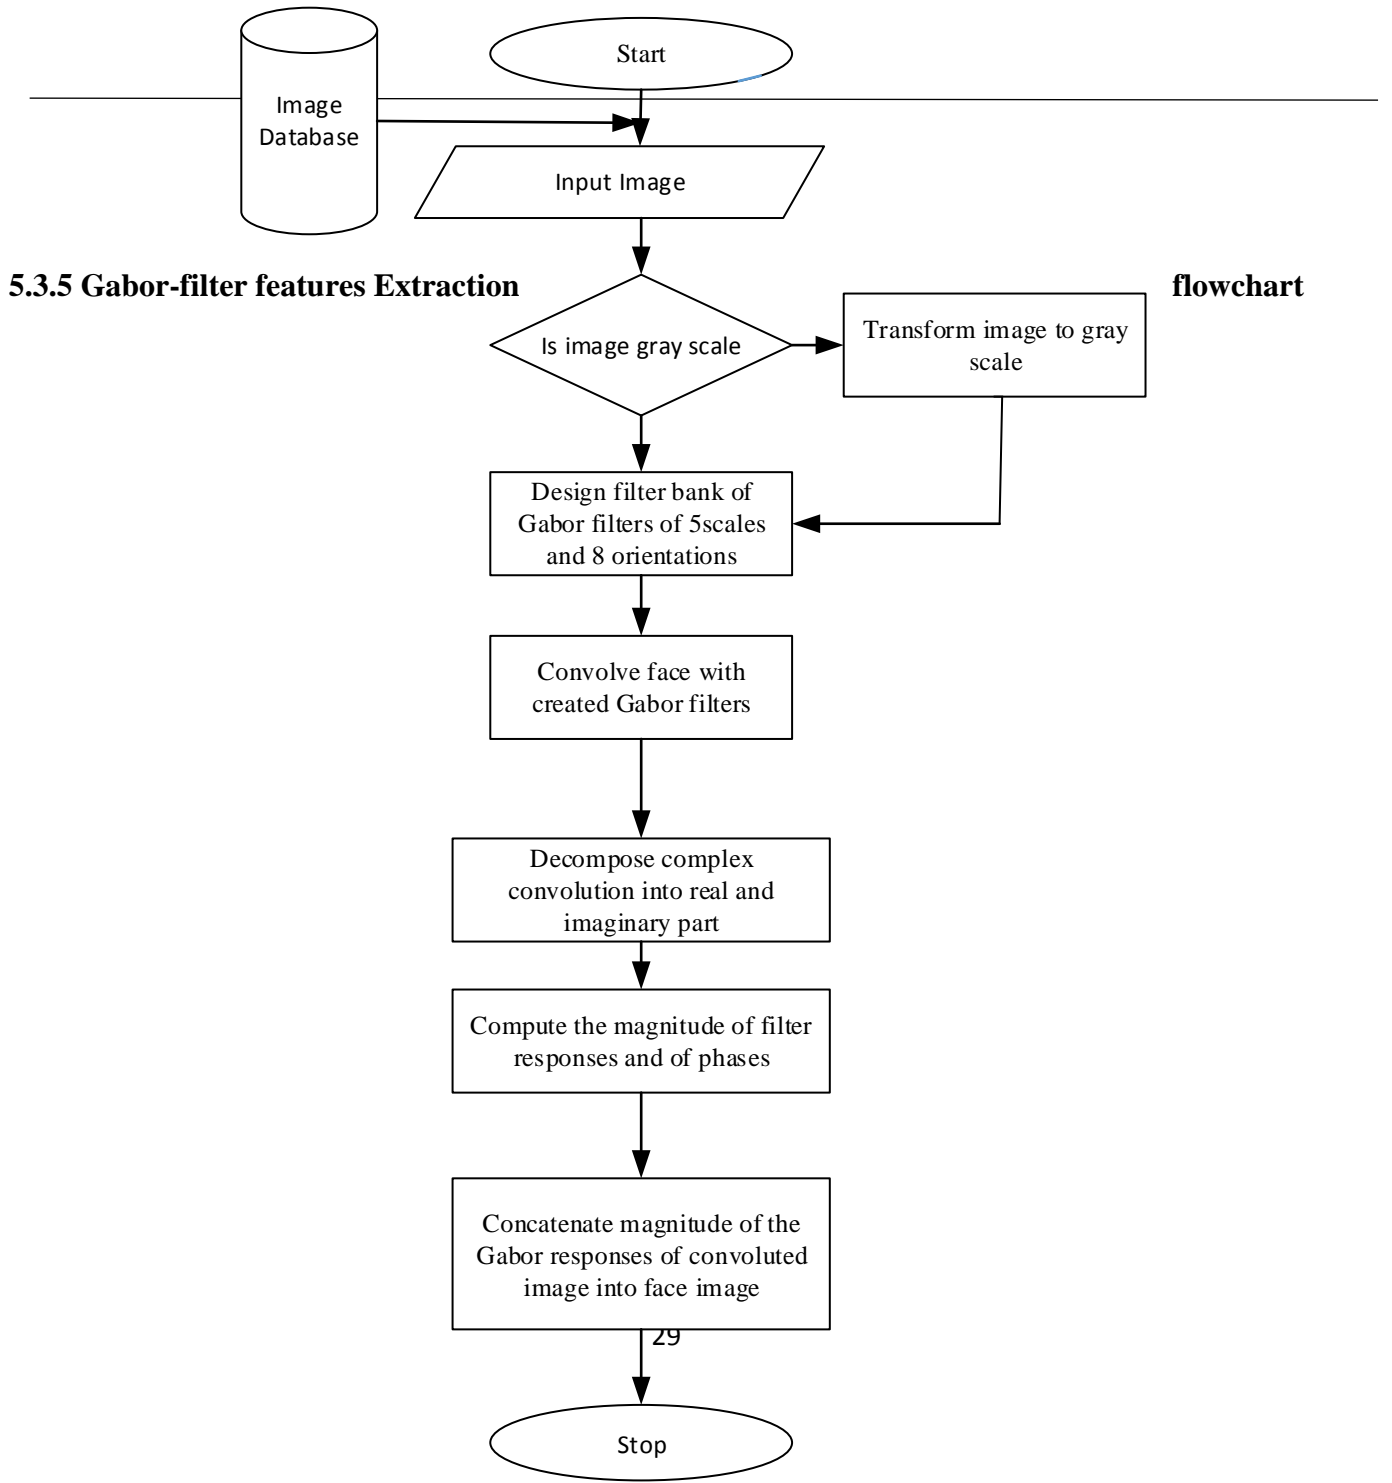 Start
Image
Database
Input Image
5.3.5 Gabor-filter features Extraction flowchart
Is image gray scale
Transform image to gray
scale
Design filter bank of
Gabor filters of 5scales
and 8 orientations
Convolve face with
created Gabor filters
Decompose complex
convolution into real and
imaginary part
Compute the magnitude of filter
responses and of phases
Concatenate magnitude of the
Gabor responses of convoluted
image into face image
29
Stop